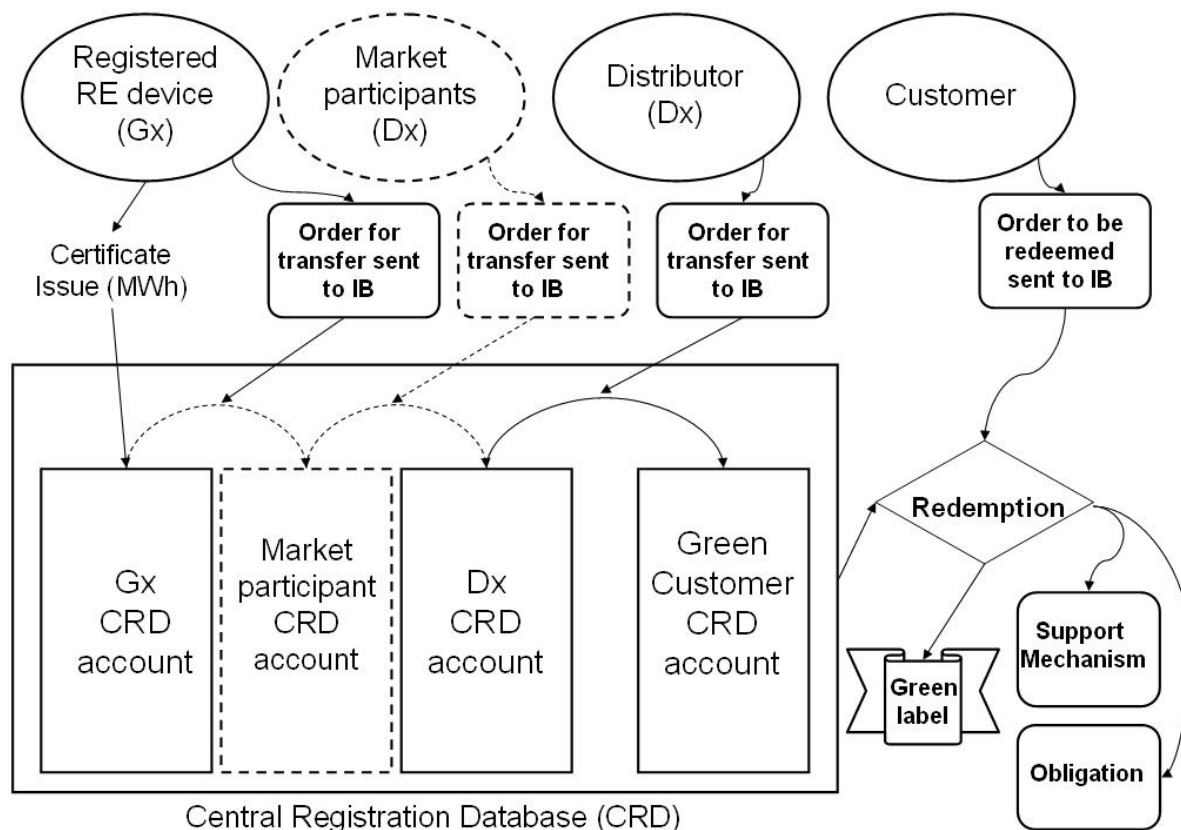 Registered
RE device
(Gx)
Market
participants
(Dx)
Distributor
(Dx)
Customer
Certificate
Issue (MWh)
Order for
transfer sent
to IB
Order for
transfer sent
to IB
Order for
transfer sent
to IB
Order to be
redeemed
sent to IB
Gx
CRD
account
Market
participant
CRD
account
Dx
CRD
account
Green
Customer
CRD
account
Redemption
Green
label
Support
Mechanism
Obligation
Central Registration Database (CRD)